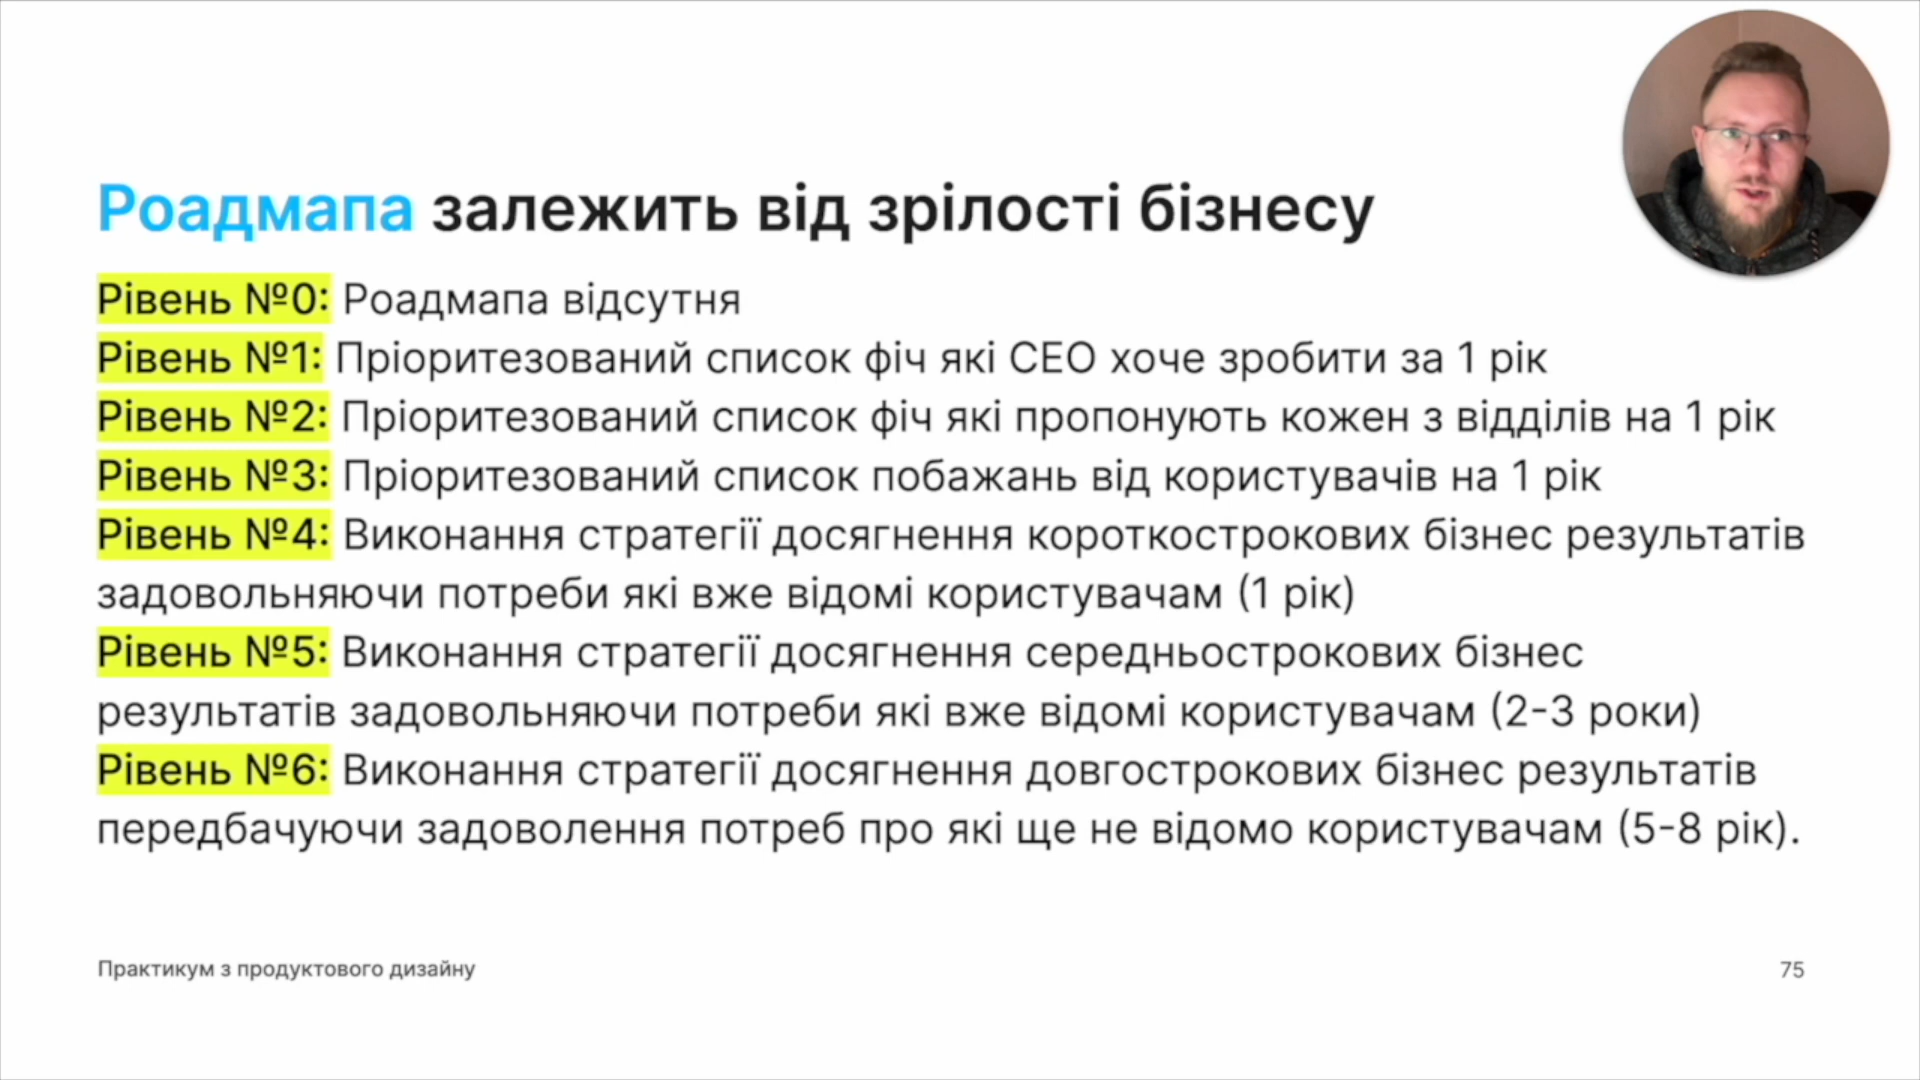 Роадмапа залежить від зрілості бізнесу
Рівень №0: Роадмапа відсутня
Рівень №1: Пріоритезований список фіч які CEO хоче зробити за 1 рік
Рівень №2: Пріоритезований список фіч які пропонують кожен з відділів на 1 рік
Рівень №3: Пріоритезований список побажань від користувачів на 1 рік
Рівень №4: Виконання стратегії досягнення короткострокових бізнес результатів
задовольняючи потреби які вже відомі користувачам (1 рік)
Рівень №5: Виконання стратегії досягнення середньострокових бізнес
результатів задовольняючи потреби які вже відомі користувачам (2-3 роки)
Рівень №6: Виконання стратегії досягнення довгострокових бізнес результатів
передбачуючи задоволення потреб про які ще не відомо користувачам (5-8 рік).
Практикум з продуктового дизайну
75